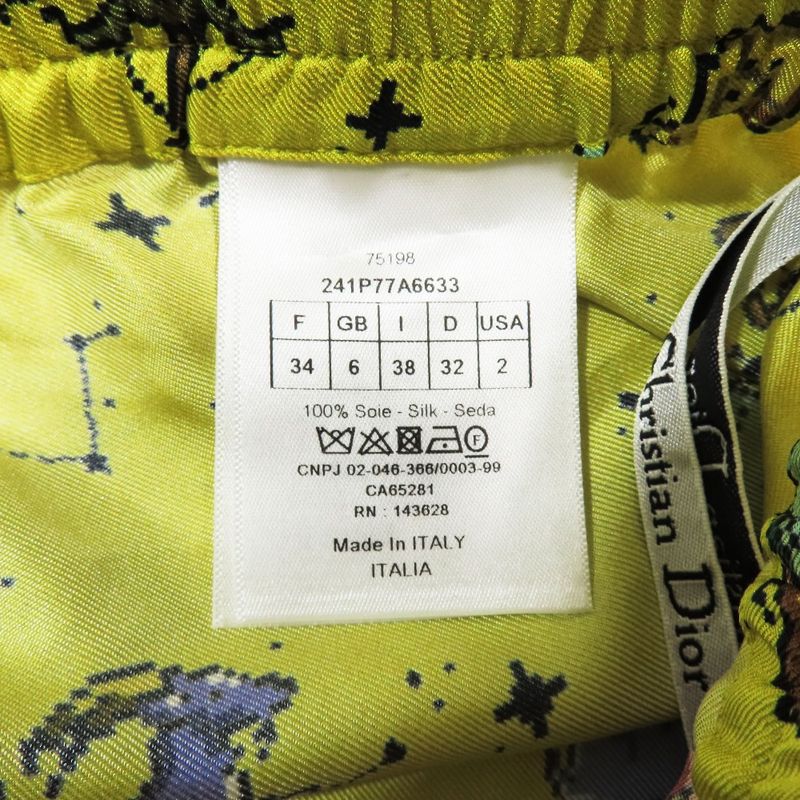 75198
241P77A6633
F GB I D USA
34 6 38 32 2
100% Soie - Silk - Seda
F
CNPJ 02-046-366/0003-99
CA65281
RN : 143628
Made In ITALY
ITALIA
Christian Dior
Dior